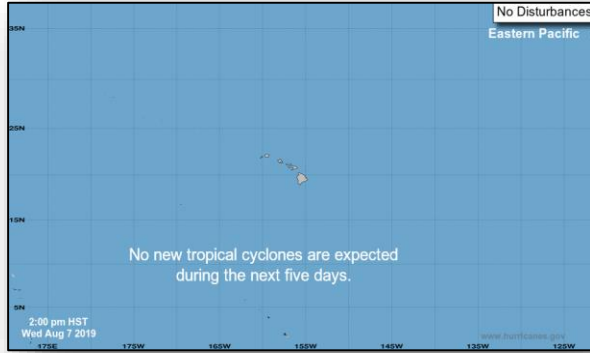 No Disturbances
Eastern Pacific
35N
25N
15N
5N
No new tropical cyclones are expected
during the next five days.
2:00 pm HST
Wed Aug 7 2019
www.hurricanes.gov
175E
175W
165W
155W
145W
135W
125W